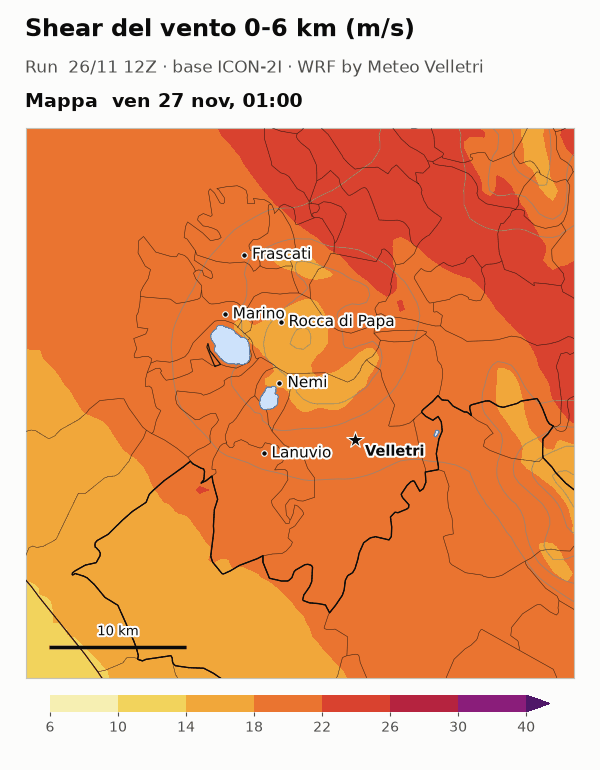 Shear del vento 0-6 km (m/s)
Run  26/11 12Z · base ICON-2I · WRF by Meteo Velletri
Mappa  ven 27 nov, 01:00
Frascati
Marino
Rocca di Papa
Nemi
Velletri
Lanuvio
10 km
6 10 14 18 22 26 30 40